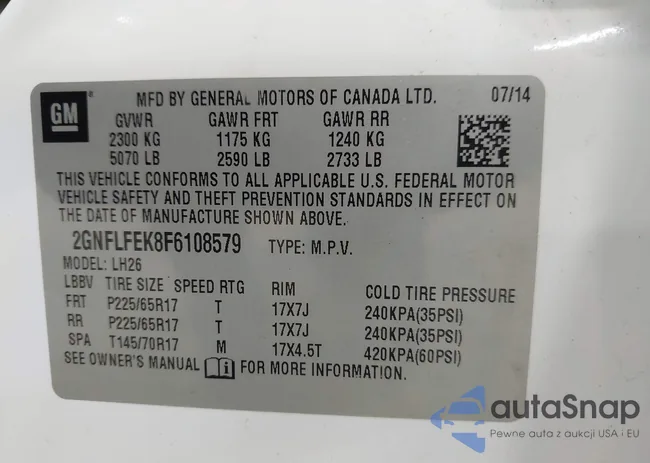 GM
MFD BY GENERAL MOTORS OF CANADA LTD. 07/14
GVWR GAWR FRT GAWR RR
2300 KG 1175 KG 1240 KG
5070 LB 2590 LB 2733 LB
THIS VEHICLE CONFORMS TO ALL APPLICABLE U.S. FEDERAL MOTOR
VEHICLE SAFETY AND THEFT PREVENTION STANDARDS IN EFFECT ON
THE DATE OF MANUFACTURE SHOWN ABOVE.
2GNFLFEK8F6108579 TYPE: M.P.V.
MODEL: LH26
LBBV TIRE SIZE SPEED RTG RIM COLD TIRE PRESSURE
FRT P225/65R17 T 17X7J 240KPA(35PSI)
RR P225/65R17 T 17X7J 240KPA(35PSI)
SPA T145/70R17 M 17X4.5T 420KPA(60PSI)
SEE OWNER'S MANUAL i FOR MORE INFORMATION.
autaSnap
Pewne auta z aukcji USA i EU